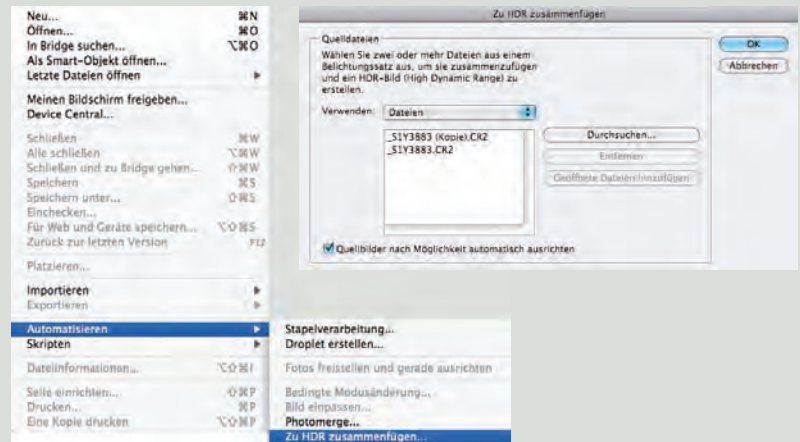 Neu... ⌘N
Öffnen... ⌘O
In Bridge suchen... ⌥⌘O
Als Smart-Objekt öffnen...
Letzte Dateien öffnen
Meinen Bildschirm freigeben...
Device Central...
Schließen ⌘W
Alle schließen ⌥⌘W
Schließen und zu Bridge gehen... ⇧⌘W
Speichern ⌘S
Speichern unter... ⇧⌘S
Einchecken...
Für Web und Geräte speichern... ⌥⇧⌘S
Zurück zur letzten Version F12
Platzieren...
Importieren
Exportieren
Automatisieren
Skripten
Dateiinformationen... ⌥⇧⌘I
Seite einrichten... ⇧⌘P
Drucken... ⌘P
Eine Kopie drucken ⌥⇧⌘P
Stapelverarbeitung...
Droplet erstellen...
Fotos freistellen und gerade ausrichten
Bedingte Modusänderung...
Bild einpassen...
Photomerge...
Zu HDR zusammenfügen...
Zu HDR zusammenfügen
Quelldateien
Wählen Sie zwei oder mehr Dateien aus einem
Belichtungssatz aus, um sie zusammenzufügen
und ein HDR-Bild (High Dynamic Range) zu
erstellen.
Verwenden: Dateien
_S1Y3883 (Kopie).CR2
_S1Y3883.CR2
Durchsuchen...
Entfernen
Geöffnete Dateien hinzufügen
Quellbilder nach Möglichkeit automatisch ausrichten
OK
Abbrechen